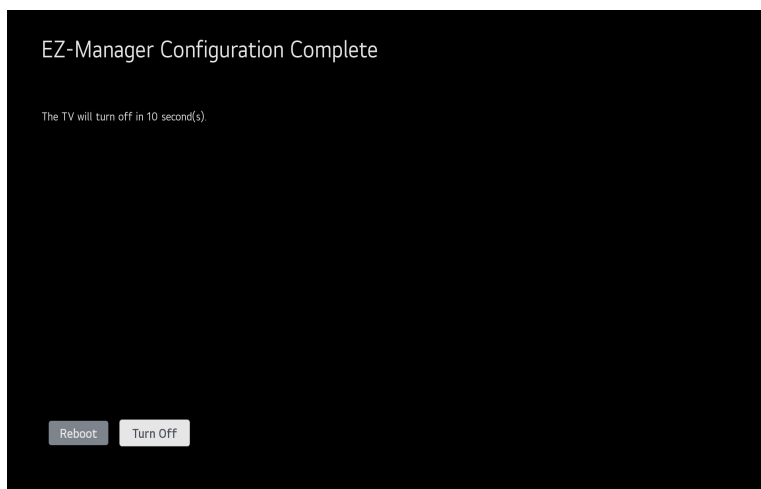 EZ-Manager Configuration Complete
The TV will turn off in 10 second(s).
Reboot
Turn Off